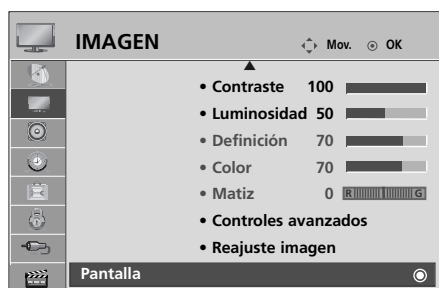 IMAGEN Mov. OK
• Contraste 100
• Luminosidad 50
• Definición 70
• Color 70
• Matiz 0 R G
• Controles avanzados
• Reajuste imagen
Pantalla